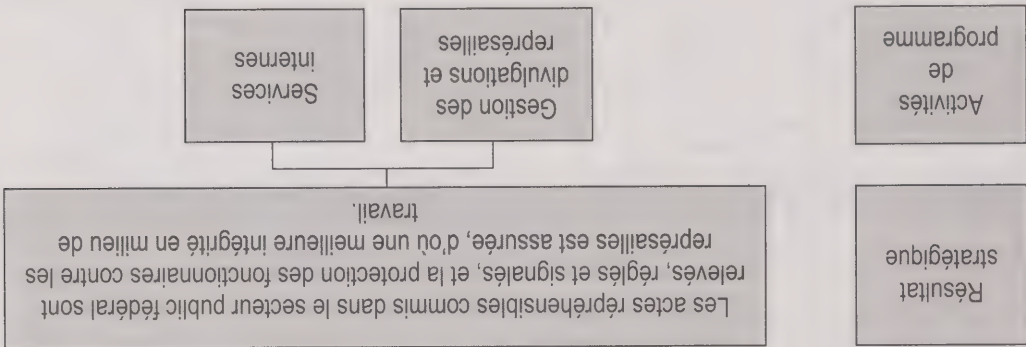 Résultat
stratégique
Les actes répréhensibles commis dans le secteur public fédéral sont
relevés, réglés et signalés, et la protection des fonctionnaires contre les
représailles est assurée, d'où une meilleure intégrité en milieu de
travail.
Activités
de
programme
Gestion des
divulgations et
représailles
Services
internes